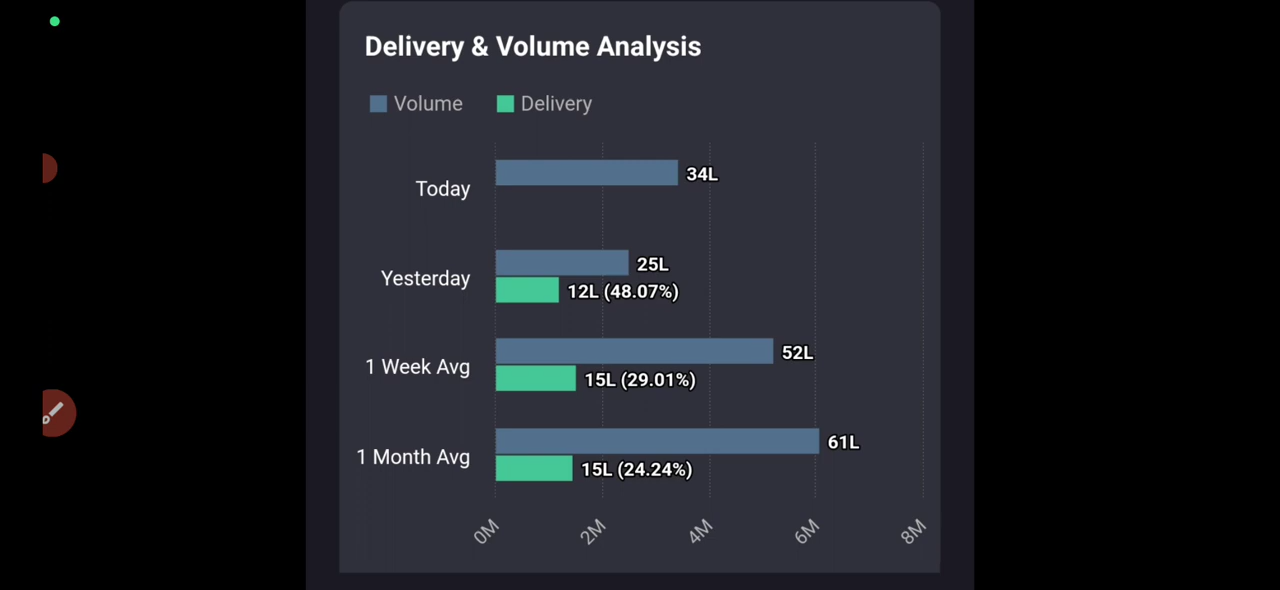 Delivery & Volume Analysis
Volume Delivery
Today 34L
Yesterday 25L
12L (48.07%)
1 Week Avg 52L
15L (29.01%)
1 Month Avg 61L
15L (24.24%)
0M 2M 4M 6M 8M